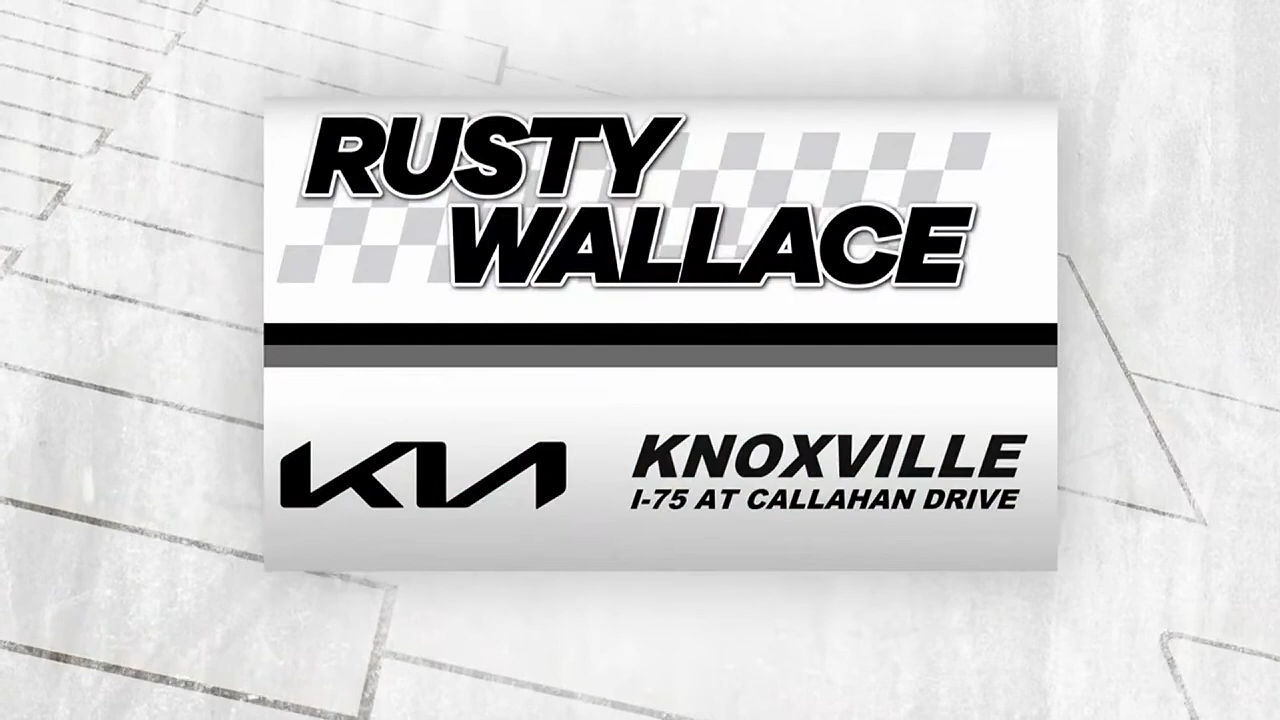 RUSTY
WALLACE
KIA
KNOXVILLE
I-75 AT CALLAHAN DRIVE